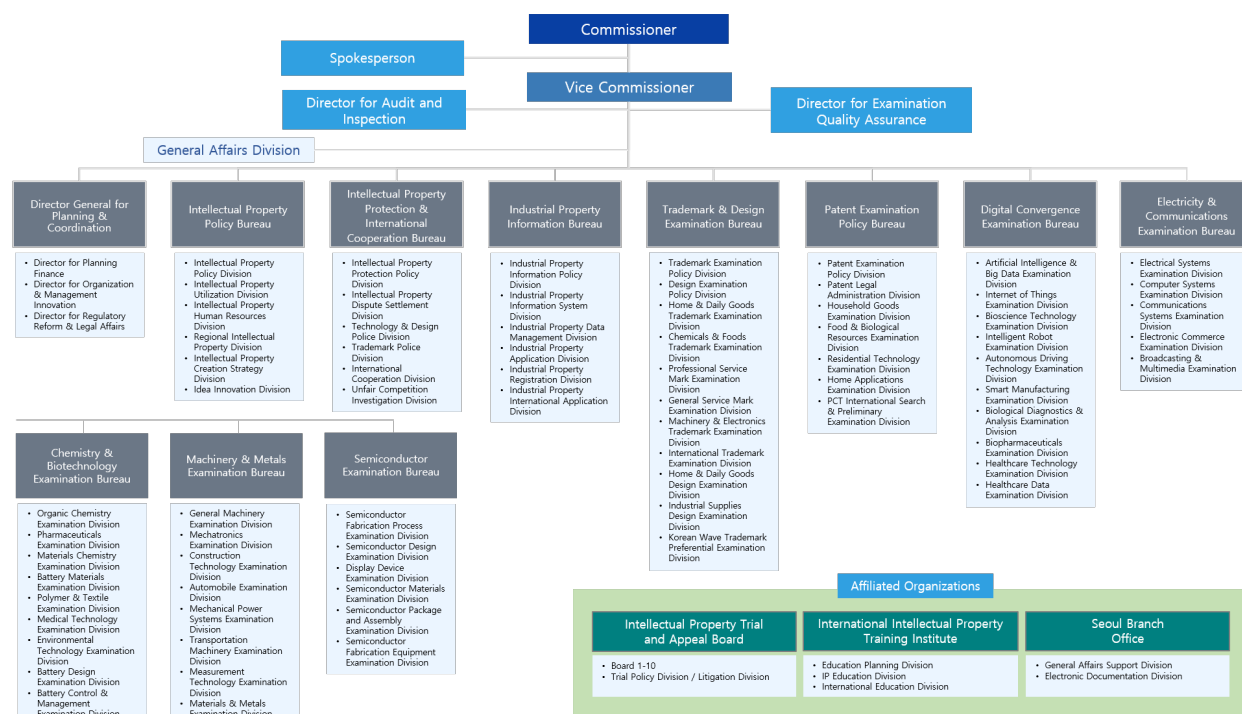 Commissioner
Spokesperson
Vice Commissioner
Director for Audit and
Inspection
Director for Examination
Quality Assurance
General Affairs Division
Director General for
Planning &
Coordination
• Director for Planning
Finance
• Director for Organization
& Management
Innovation
• Director for Regulatory
Reform & Legal Affairs
Intellectual Property
Policy Bureau
• Intellectual Property
Policy Division
• Intellectual Property
Utilization Division
• Intellectual Property
Human Resources
Division
• Regional Intellectual
Property Division
• Intellectual Property
Creation Strategy
Division
• Idea Innovation Division
Intellectual Property
Protection &
International
Cooperation Bureau
• Intellectual Property
Protection Policy
Division
• Intellectual Property
Dispute Settlement
Division
• Technology & Design
Police Division
• Trademark Police
Division
• International
Cooperation Division
• Unfair Competition
Investigation Division
Industrial Property
Information Bureau
• Industrial Property
Information Policy
Division
• Industrial Property
Information System
Division
• Industrial Property Data
Management Division
• Industrial Property
Application Division
• Industrial Property
Registration Division
• Industrial Property
International Application
Division
Trademark & Design
Examination Bureau
• Trademark Examination
Policy Division
• Design Examination
Policy Division
• Home & Daily Goods
Trademark Examination
Division
• Chemicals & Foods
Trademark Examination
Division
• Professional Service
Mark Examination
Division
• General Service Mark
Examination Division
• Machinery & Electronics
Trademark Examination
Division
• International Trademark
Examination Division
• Home & Daily Goods
Design Examination
Division
• Industrial Supplies
Design Examination
Division
• Korean Wave Trademark
Preferential Examination
Division
Patent Examination
Policy Bureau
• Patent Examination
Policy Division
• Patent Legal
Administration Division
• Household Goods
Examination Division
• Food & Biological
Resources Examination
Division
• Residential Technology
Examination Division
• Home Applications
Examination Division
• PCT International Search
& Preliminary
Examination Division
Digital Convergence
Examination Bureau
• Artificial Intelligence &
Big Data Examination
Division
• Internet of Things
Examination Division
• Bioscience Technology
Examination Division
• Intelligent Robot
Examination Division
• Autonomous Driving
Technology Examination
Division
• Smart Manufacturing
Examination Division
• Biological Diagnostics &
Analysis Examination
Division
• Biopharmaceuticals
Examination Division
• Healthcare Technology
Examination Division
• Healthcare Data
Examination Division
Electricity &
Communications
Examination Bureau
• Electrical Systems
Examination Division
• Computer Systems
Examination Division
• Communications
Systems Examination
Division
• Electronic Commerce
Examination Division
• Broadcasting &
Multimedia Examination
Division
Chemistry &
Biotechnology
Examination Bureau
• Organic Chemistry
Examination Division
• Pharmaceuticals
Examination Division
• Materials Chemistry
Examination Division
• Battery Materials
Examination Division
• Polymer & Textile
Examination Division
• Medical Technology
Examination Division
• Environmental
Technology Examination
Division
• Battery Design
Examination Division
• Battery Control &
Management
Examination Division
Machinery & Metals
Examination Bureau
• General Machinery
Examination Division
• Mechatronics
Examination Division
• Construction
Technology Examination
Division
• Automobile Examination
Division
• Mechanical Power
Systems Examination
Division
• Transportation
Machinery Examination
Division
• Measurement
Technology Examination
Division
• Materials & Metals
Examination Division
Semiconductor
Examination Bureau
• Semiconductor
Fabrication Process
Examination Division
• Semiconductor Design
Examination Division
• Display Device
Examination Division
• Semiconductor Materials
Examination Division
• Semiconductor Package
and Assembly
Examination Division
• Semiconductor
Fabrication Equipment
Examination Division
Affiliated Organizations
Intellectual Property Trial
and Appeal Board
• Board 1-10
• Trial Policy Division / Litigation Division
International Intellectual Property
Training Institute
• Education Planning Division
• IP Education Division
• International Education Division
Seoul Branch
Office
• General Affairs Support Division
• Electronic Documentation Division